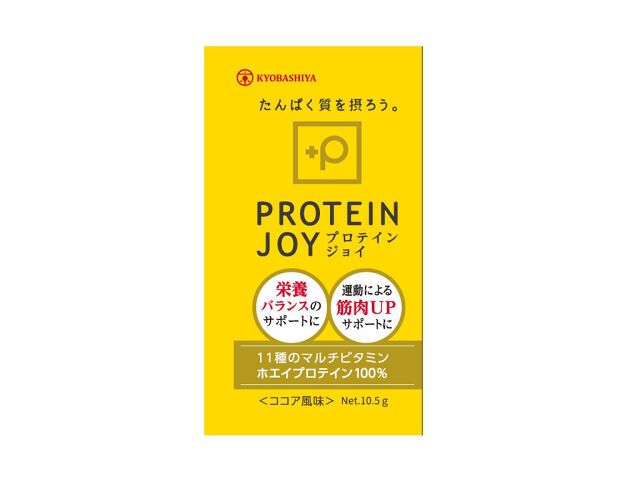 KYOBASHIYA
たんぱく質を摂ろう。
+P
PROTEIN
JOY プロテイン
ジョイ
栄養
バランスの
サポートに
運動による
筋肉UP
サポートに
11種のマルチビタミン
ホエイプロテイン100%
＜ココア風味＞ Net.10.5g